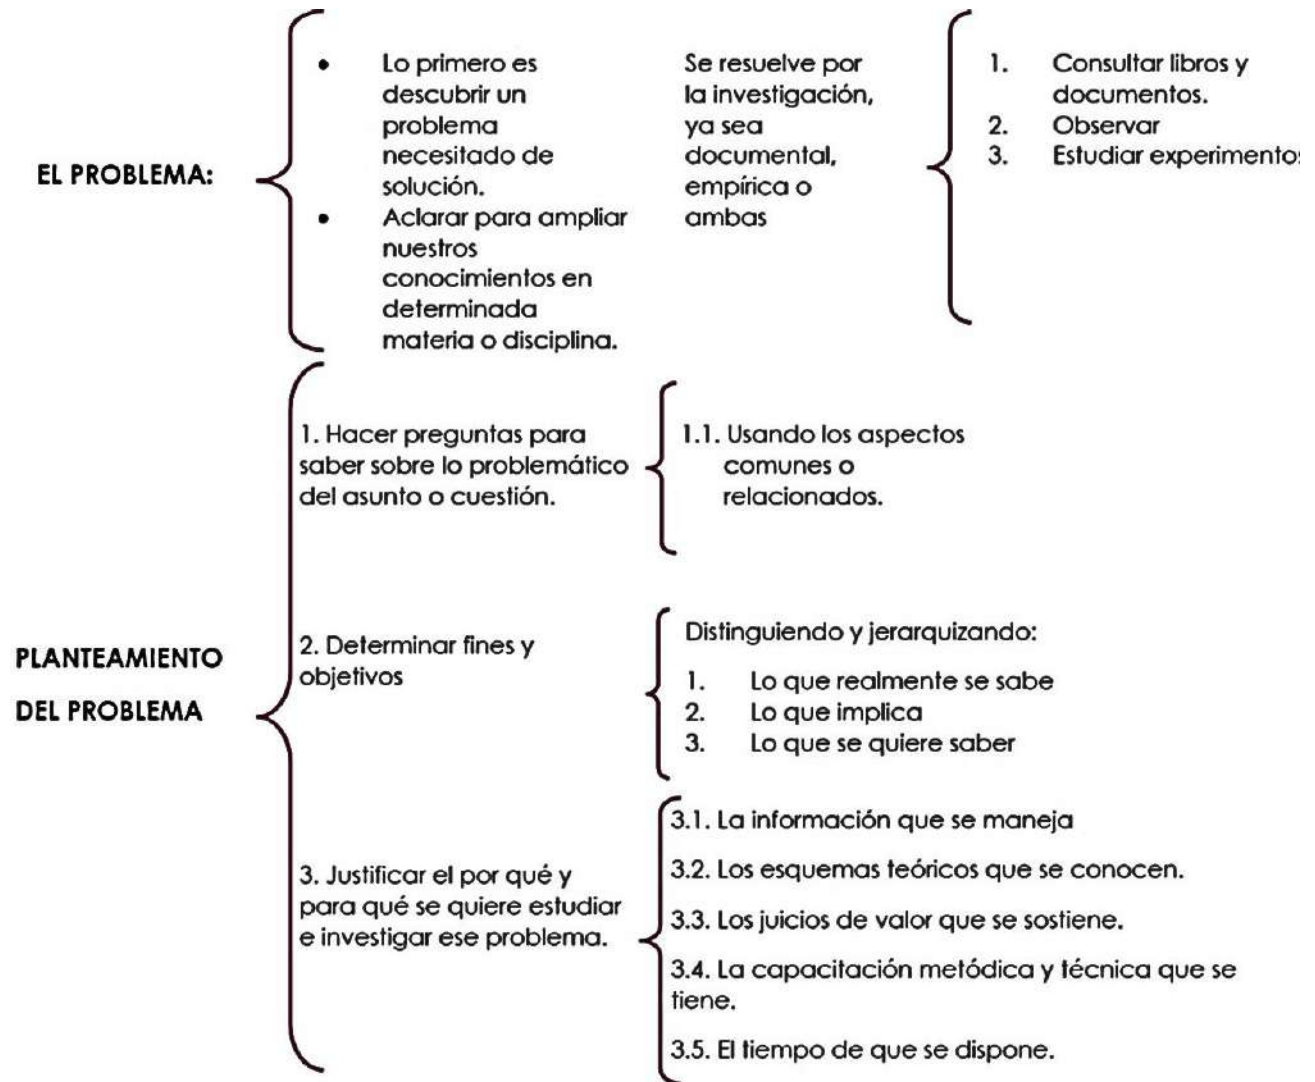 EL PROBLEMA:
• Lo primero es
descubrir un
problema
necesitado de
solución.
• Aclarar para ampliar
nuestros
conocimientos en
determinada
materia o disciplina.
Se resuelve por
la investigación,
ya sea
documental,
empírica o
ambas
1. Consultar libros y
documentos.
2. Observar
3. Estudiar experimentos
PLANTEAMIENTO
DEL PROBLEMA
1. Hacer preguntas para
saber sobre lo problemático
del asunto o cuestión.
1.1. Usando los aspectos
comunes o
relacionados.
2. Determinar fines y
objetivos
Distinguiendo y jerarquizando:
1. Lo que realmente se sabe
2. Lo que implica
3. Lo que se quiere saber
3. Justificar el por qué y
para qué se quiere estudiar
e investigar ese problema.
3.1. La información que se maneja
3.2. Los esquemas teóricos que se conocen.
3.3. Los juicios de valor que se sostiene.
3.4. La capacitación metódica y técnica que se
tiene.
3.5. El tiempo de que se dispone.